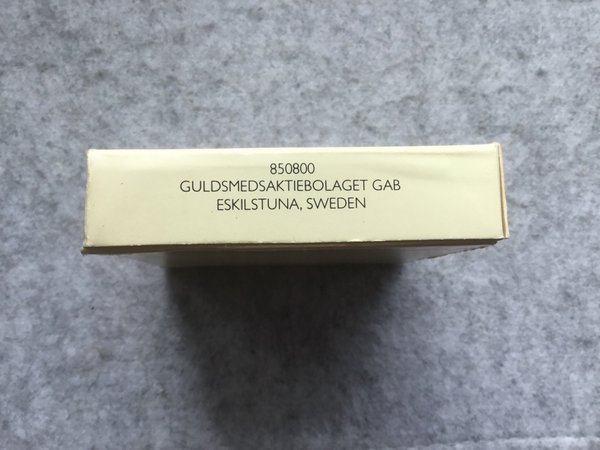 850800
GULDSMEDSAKTIEBOLAGET GAB
ESKILSTUNA, SWEDEN